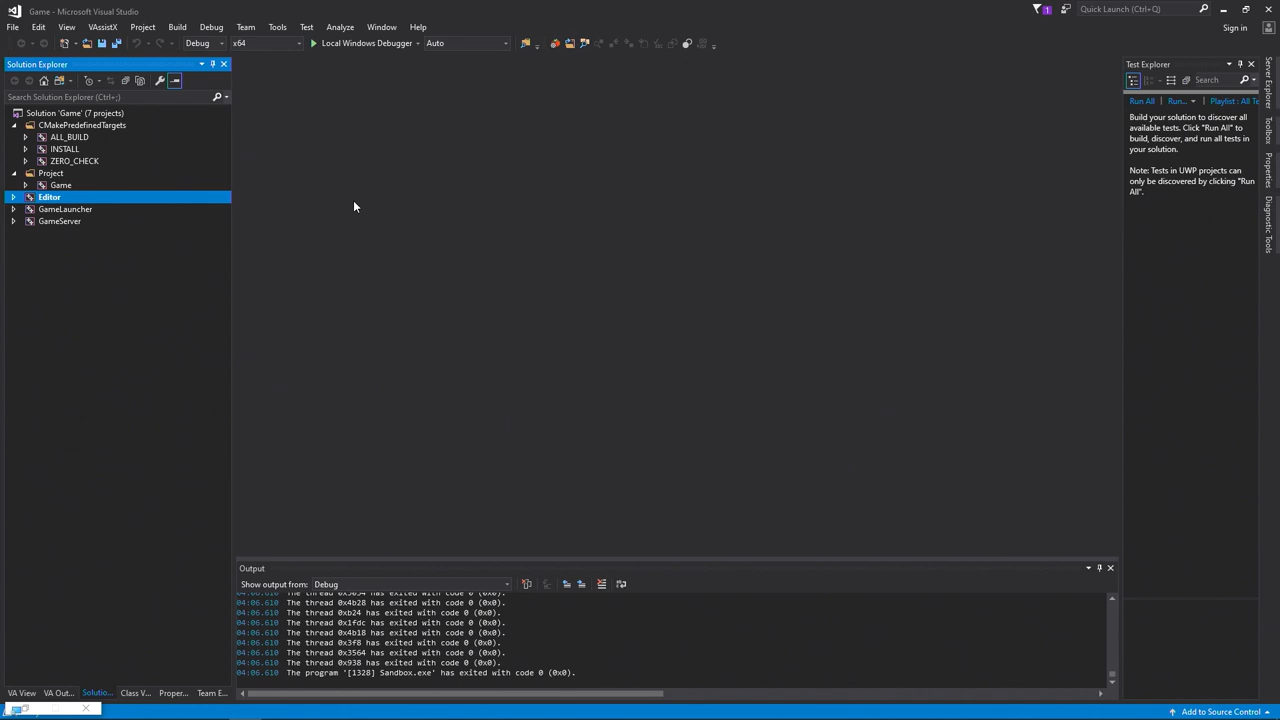 Game - Microsoft Visual Studio
1
Quick Launch (Ctrl+Q)
File Edit View VAssistX Project Build Debug Team Tools Test Analyze Window Help
Sign in
Debug x64 Local Windows Debugger Auto
Solution Explorer
Search Solution Explorer (Ctrl+;)
Solution 'Game' (7 projects)
CMakePredefinedTargets
ALL_BUILD
INSTALL
ZERO_CHECK
Project
Game
Editor
GameLauncher
GameServer
Test Explorer
Search
Run All Run... Playlist : All Te
Build your solution to discover all
available tests. Click "Run All" to
build, discover, and run all tests in
your solution.
Note: Tests in UWP projects can
only be discovered by clicking "Run
All".
Server Explorer
Toolbox
Properties
Diagnostic Tools
Output
Show output from: Debug
04:06.610 The thread 0x4b28 has exited with code 0 (0x0).
04:06.610 The thread 0xb24 has exited with code 0 (0x0).
04:06.610 The thread 0x1fdc has exited with code 0 (0x0).
04:06.610 The thread 0x4b18 has exited with code 0 (0x0).
04:06.610 The thread 0x3f8 has exited with code 0 (0x0).
04:06.610 The thread 0x3564 has exited with code 0 (0x0).
04:06.610 The thread 0x938 has exited with code 0 (0x0).
04:06.610 The program '[1328] Sandbox.exe' has exited with code 0 (0x0).
VA View VA Out... Solutio... Class V... Proper... Team E...
Add to Source Control